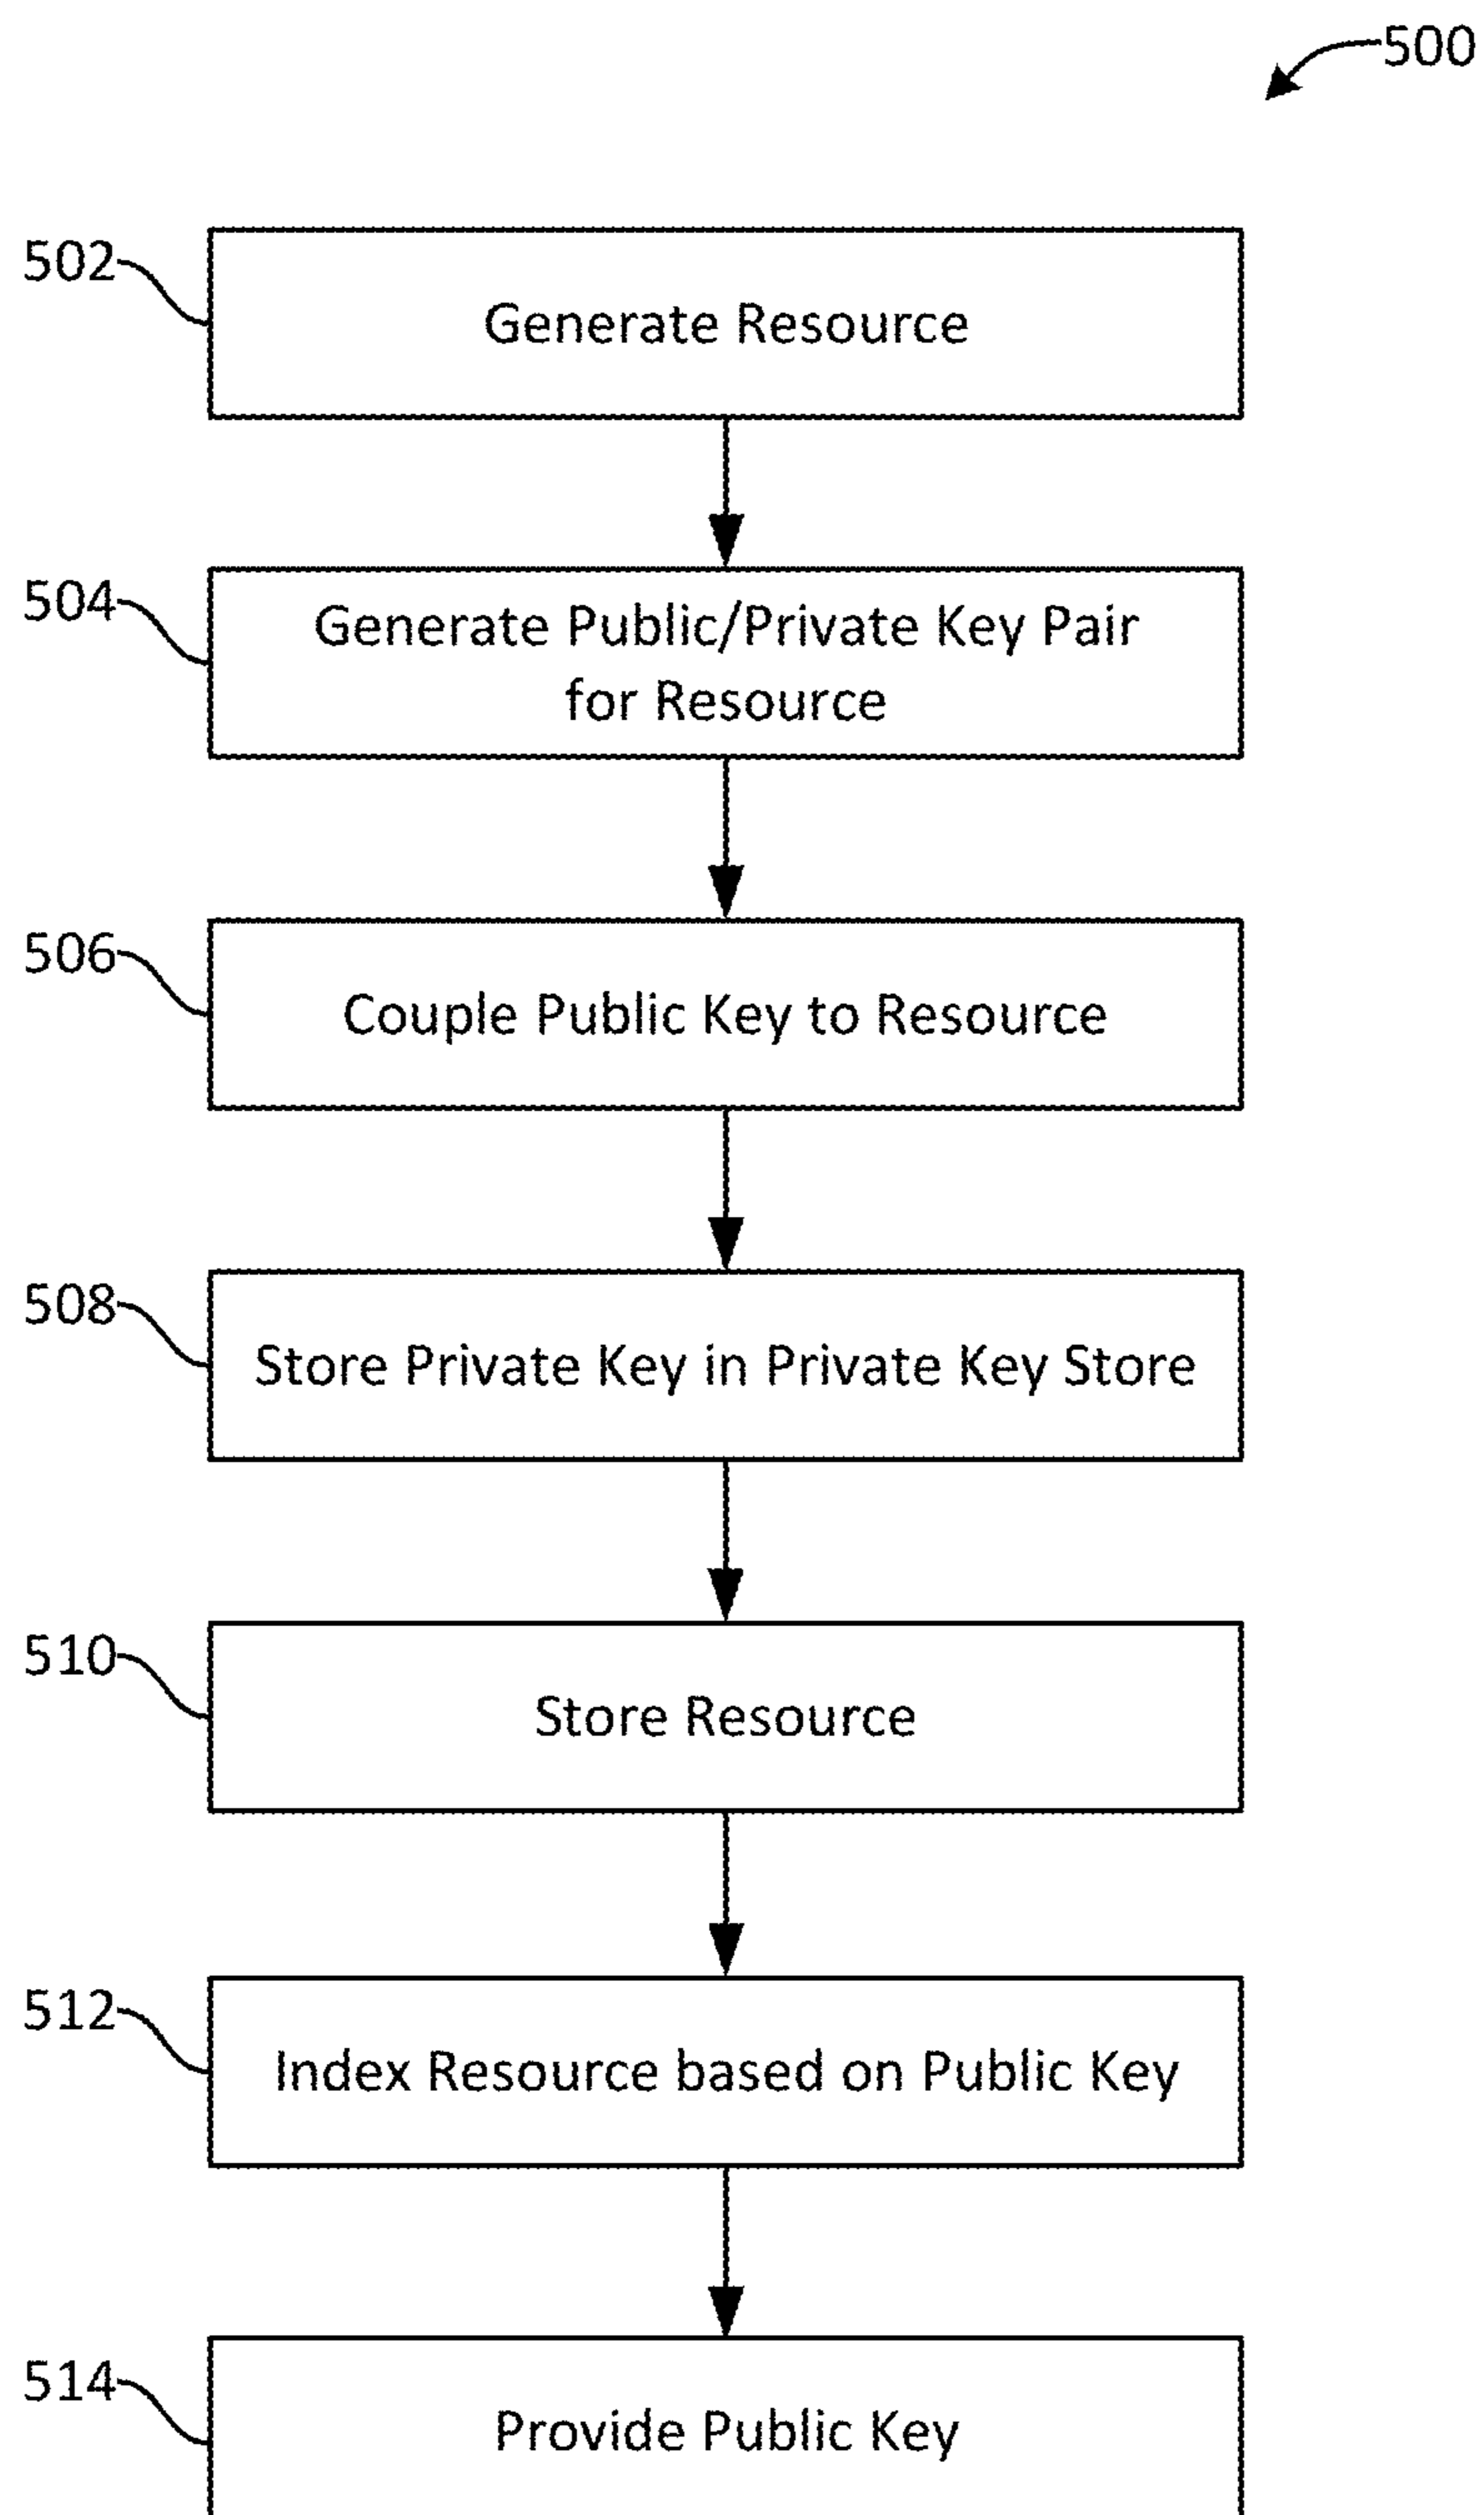 500
502
Generate Resource
504
Generate Public/Private Key Pair
for Resource
506
Couple Public Key to Resource
508
Store Private Key in Private Key Store
510
Store Resource
512
Index Resource based on Public Key
514
Provide Public Key